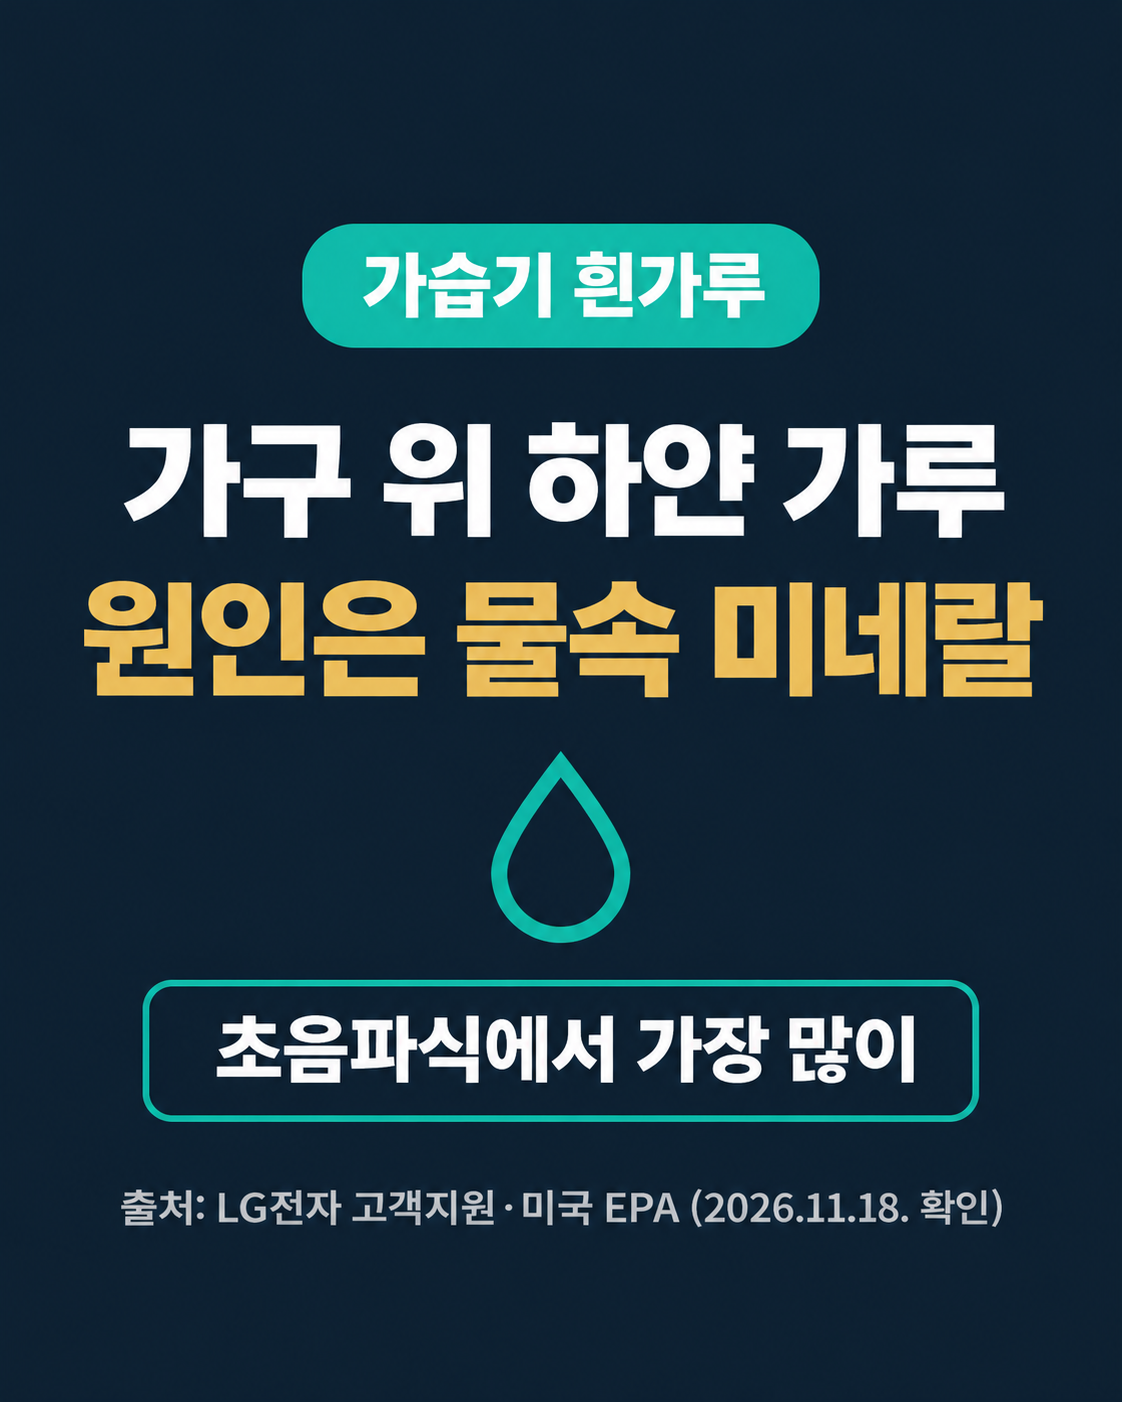 가습기 흰가루
가구 위 하얀 가루
원인은 물속 미네랄
초음파식에서 가장 많이
출처: LG전자 고객지원·미국 EPA (2026.11.18. 확인)